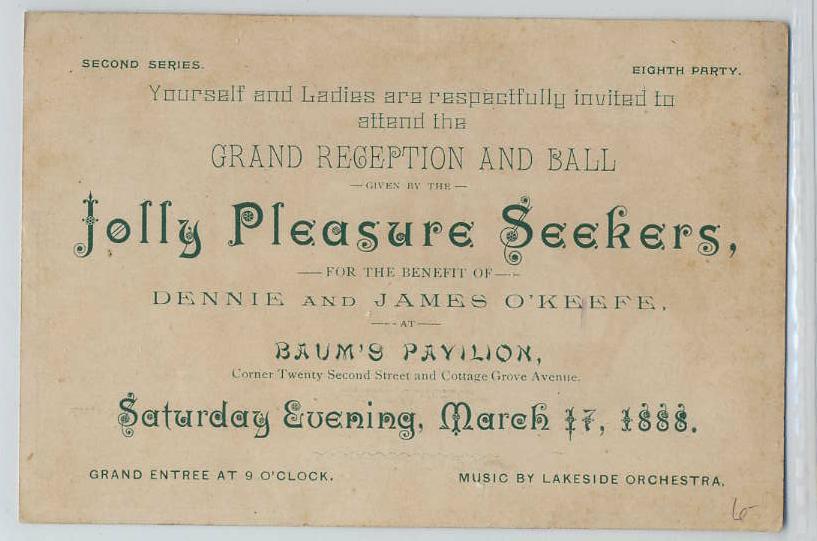 SECOND SERIES.
EIGHTH PARTY.
Yourself and Ladies are respectfully invited to
attend the
GRAND RECEPTION AND BALL
— GIVEN BY THE —
Jolly Pleasure Seekers,
— FOR THE BENEFIT OF —
DENNIE AND JAMES O'KEEFE,
— AT —
BAUM'S PAVILION,
Corner Twenty Second Street and Cottage Grove Avenue.
Saturday Evening, March 17, 1888.
GRAND ENTREE AT 9 O'CLOCK.
MUSIC BY LAKESIDE ORCHESTRA.